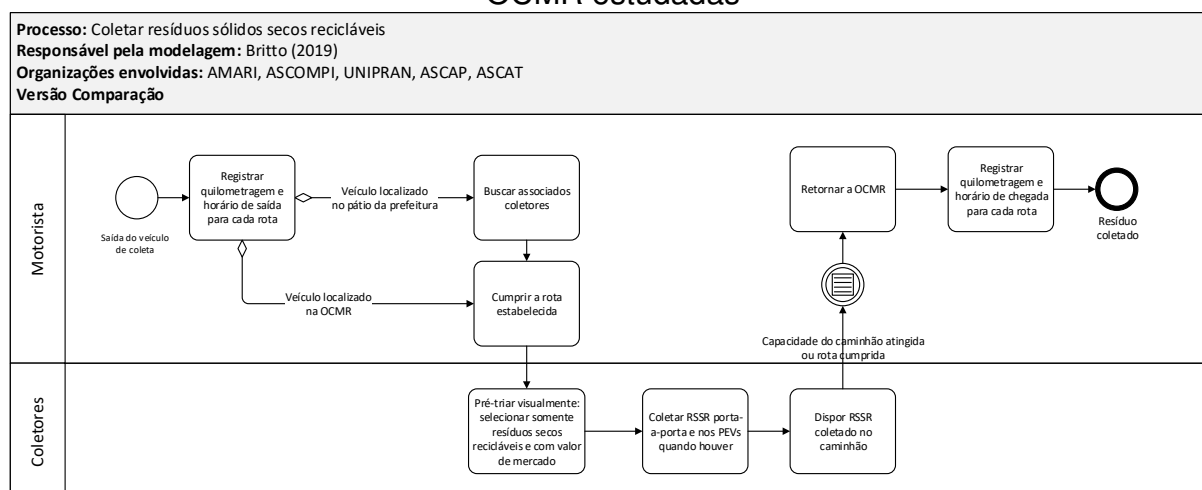 OCMR estudadas
Processo: Coletar resíduos sólidos secos recicláveis
Responsável pela modelagem: Britto (2019)
Organizações envolvidas: AMARI, ASCOMPI, UNIPRAN, ASCAP, ASCAT
Versão Comparação
Motorista
Saída do veículo
de coleta
Registrar
quilometragem e
horário de saída
para cada rota
Veículo localizado
no pátio da prefeitura
Buscar associados
coletores
Veículo localizado
na OCMR
Cumprir a rota
estabelecida
Retornar a OCMR
Registrar
quilometragem e
horário de chegada
para cada rota
Resíduo
coletado
Capacidade do caminhão atingida
ou rota cumprida
Coletores
Pré-triar visualmente:
selecionar somente
resíduos secos
recicláveis e com valor
de mercado
Coletar RSSR porta-
a-porta e nos PEVs
quando houver
Dispor RSSR
coletado no
caminhão